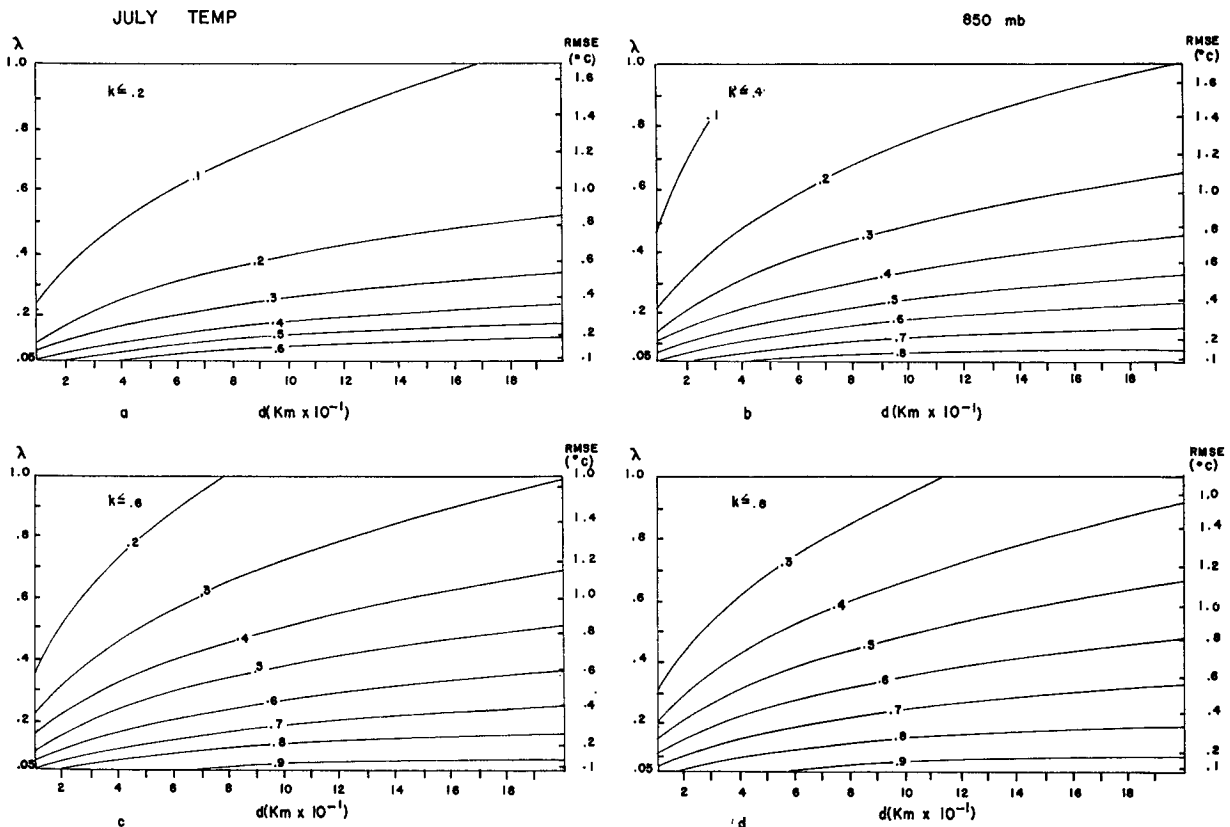 JULY TEMP
850 mb
λ
RMSE
(°C)
1.0
.8
.6
.4
.2
.05
k ≤ .2
.1
.2
.3
.4
.5
.6
1.6
1.4
1.2
1.0
.8
.6
.4
.2
.1
2 4 6 8 10 12 14 16 18
a
d(Km x 10⁻¹)
λ
RMSE
(°C)
1.0
.8
.6
.4
.2
.05
k ≤ .4
.1
.2
.3
.4
.5
.6
.7
.8
1.6
1.4
1.2
1.0
.8
.6
.4
.2
.1
2 4 6 8 10 12 14 16 18
b
d(Km x 10⁻¹)
λ
RMSE
(°C)
1.0
.8
.6
.4
.2
.05
k ≤ .6
.2
.3
.4
.5
.6
.7
.8
.9
1.0
1.4
1.2
1.0
.8
.6
.4
.2
.1
2 4 6 8 10 12 14 16 18
d(Km x 10⁻¹)
c
λ
RMSE
(°C)
1.0
.8
.6
.4
.2
.05
k ≤ .8
.3
.4
.5
.6
.7
.8
.9
1.0
1.4
1.2
1.0
.8
.6
.4
.2
.1
2 4 6 8 10 12 14 16 18
d(Km x 10⁻¹)
d